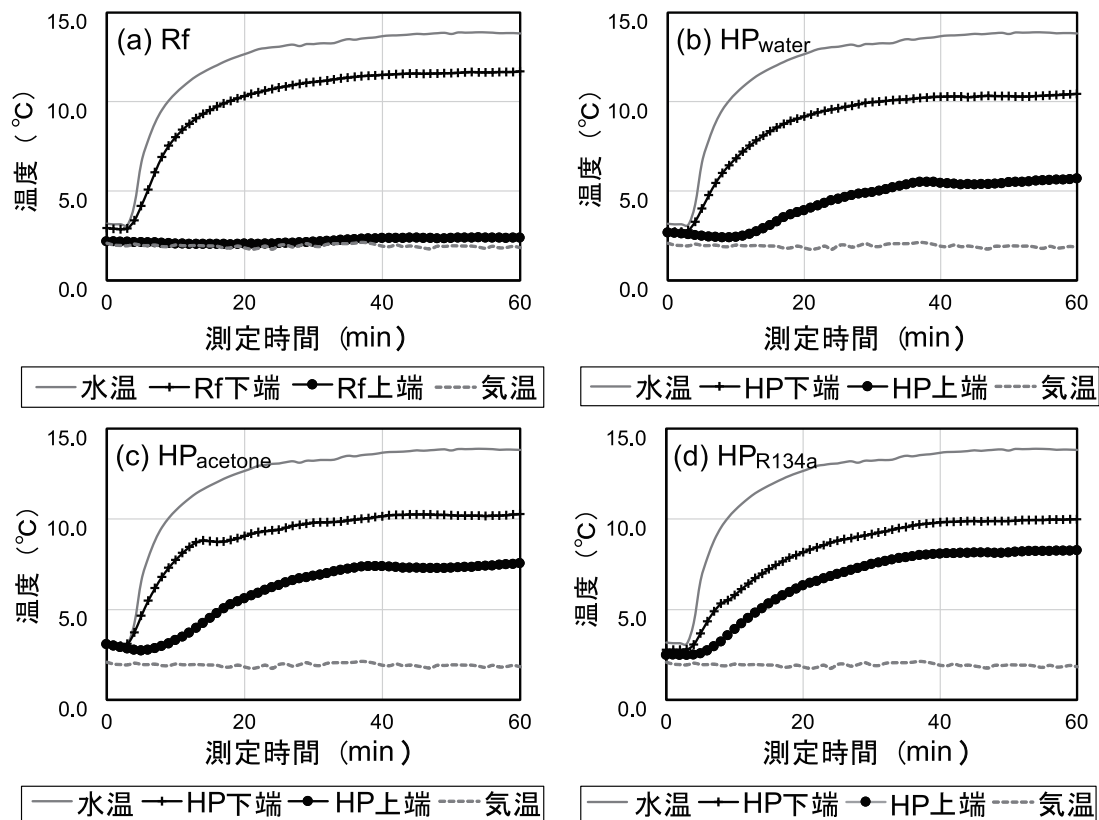 (a) Rf
15.0
10.0
5.0
0.0
温度（℃）
0 20 40 60
測定時間 (min)
水温 Rf下端 Rf上端 気温
(b) HPwater
15.0
10.0
5.0
0.0
温度（℃）
0 20 40 60
測定時間 (min)
水温 HP下端 HP上端 気温
(c) HPacetone
15.0
10.0
5.0
0.0
温度（℃）
0 20 40 60
測定時間 (min)
水温 HP下端 HP上端 気温
(d) HPR134a
15.0
10.0
5.0
0.0
温度（℃）
0 20 40 60
測定時間 (min)
水温 HP下端 HP上端 気温